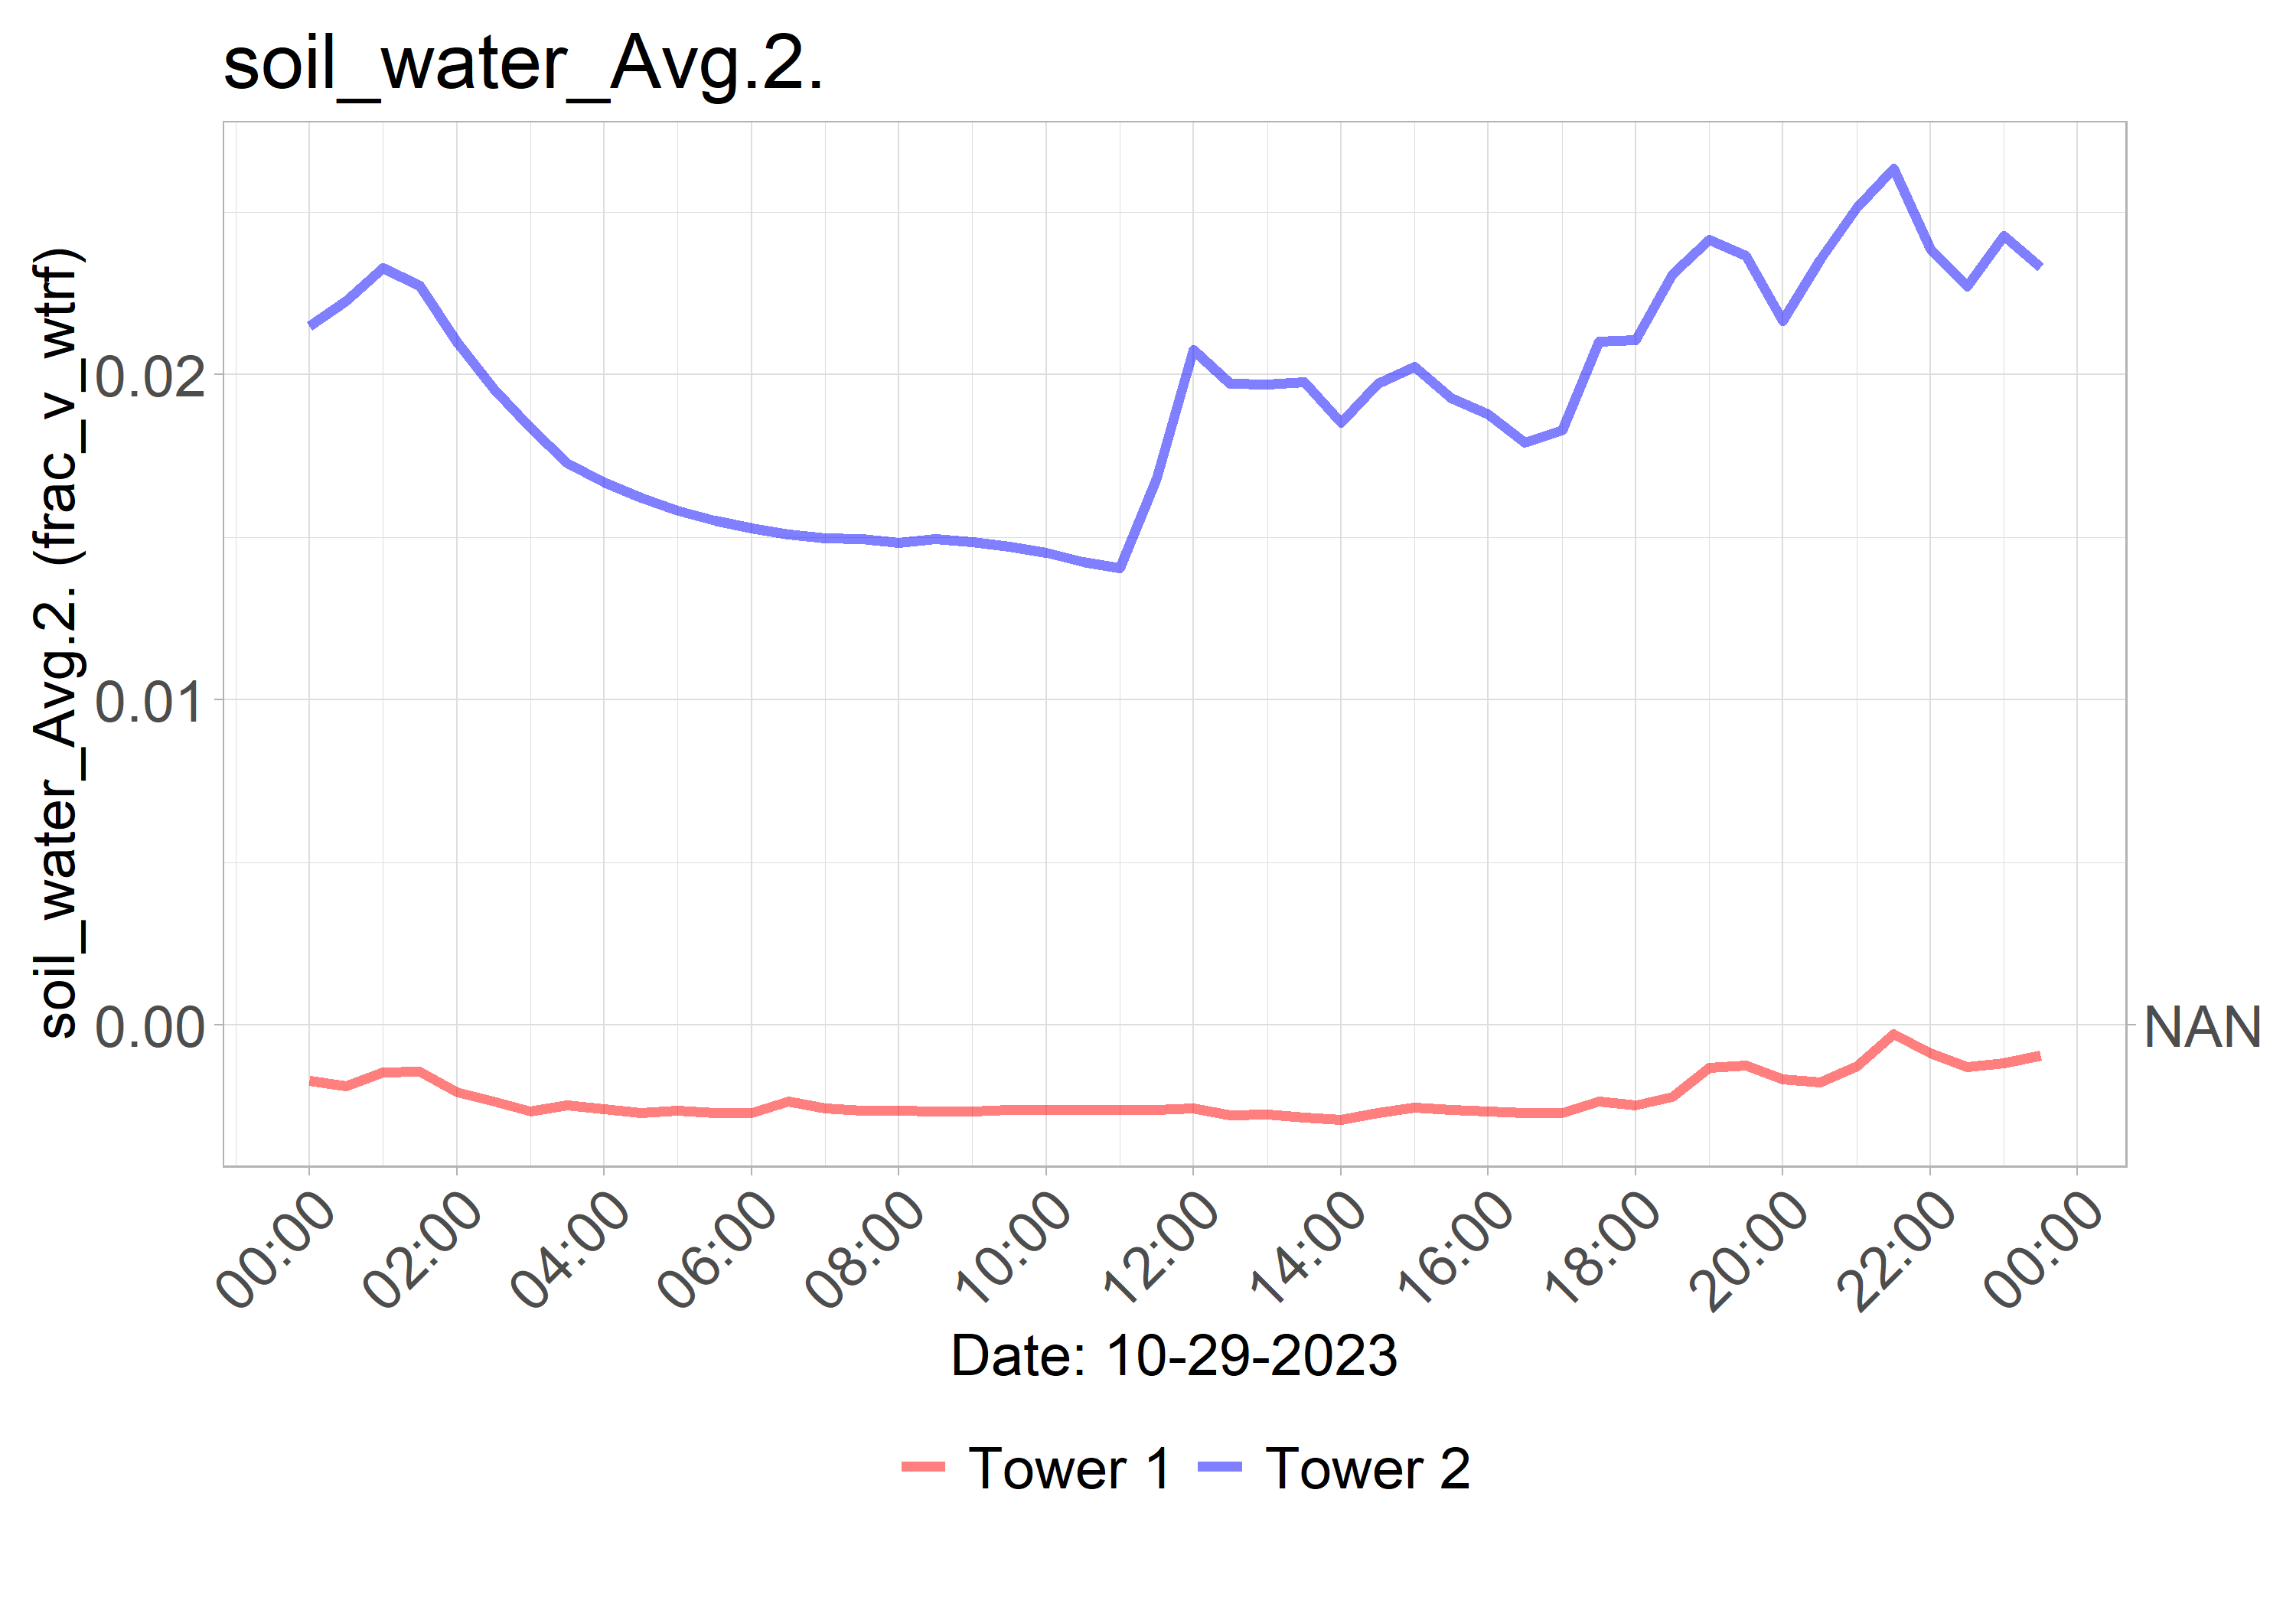 soil_water_Avg.2.
soil_water_Avg.2. (frac_v_wtrf)
0.02
0.01
0.00
NAN
00:00
02:00
04:00
06:00
08:00
10:00
12:00
14:00
16:00
18:00
20:00
22:00
00:00
Date: 10-29-2023
Tower 1
Tower 2